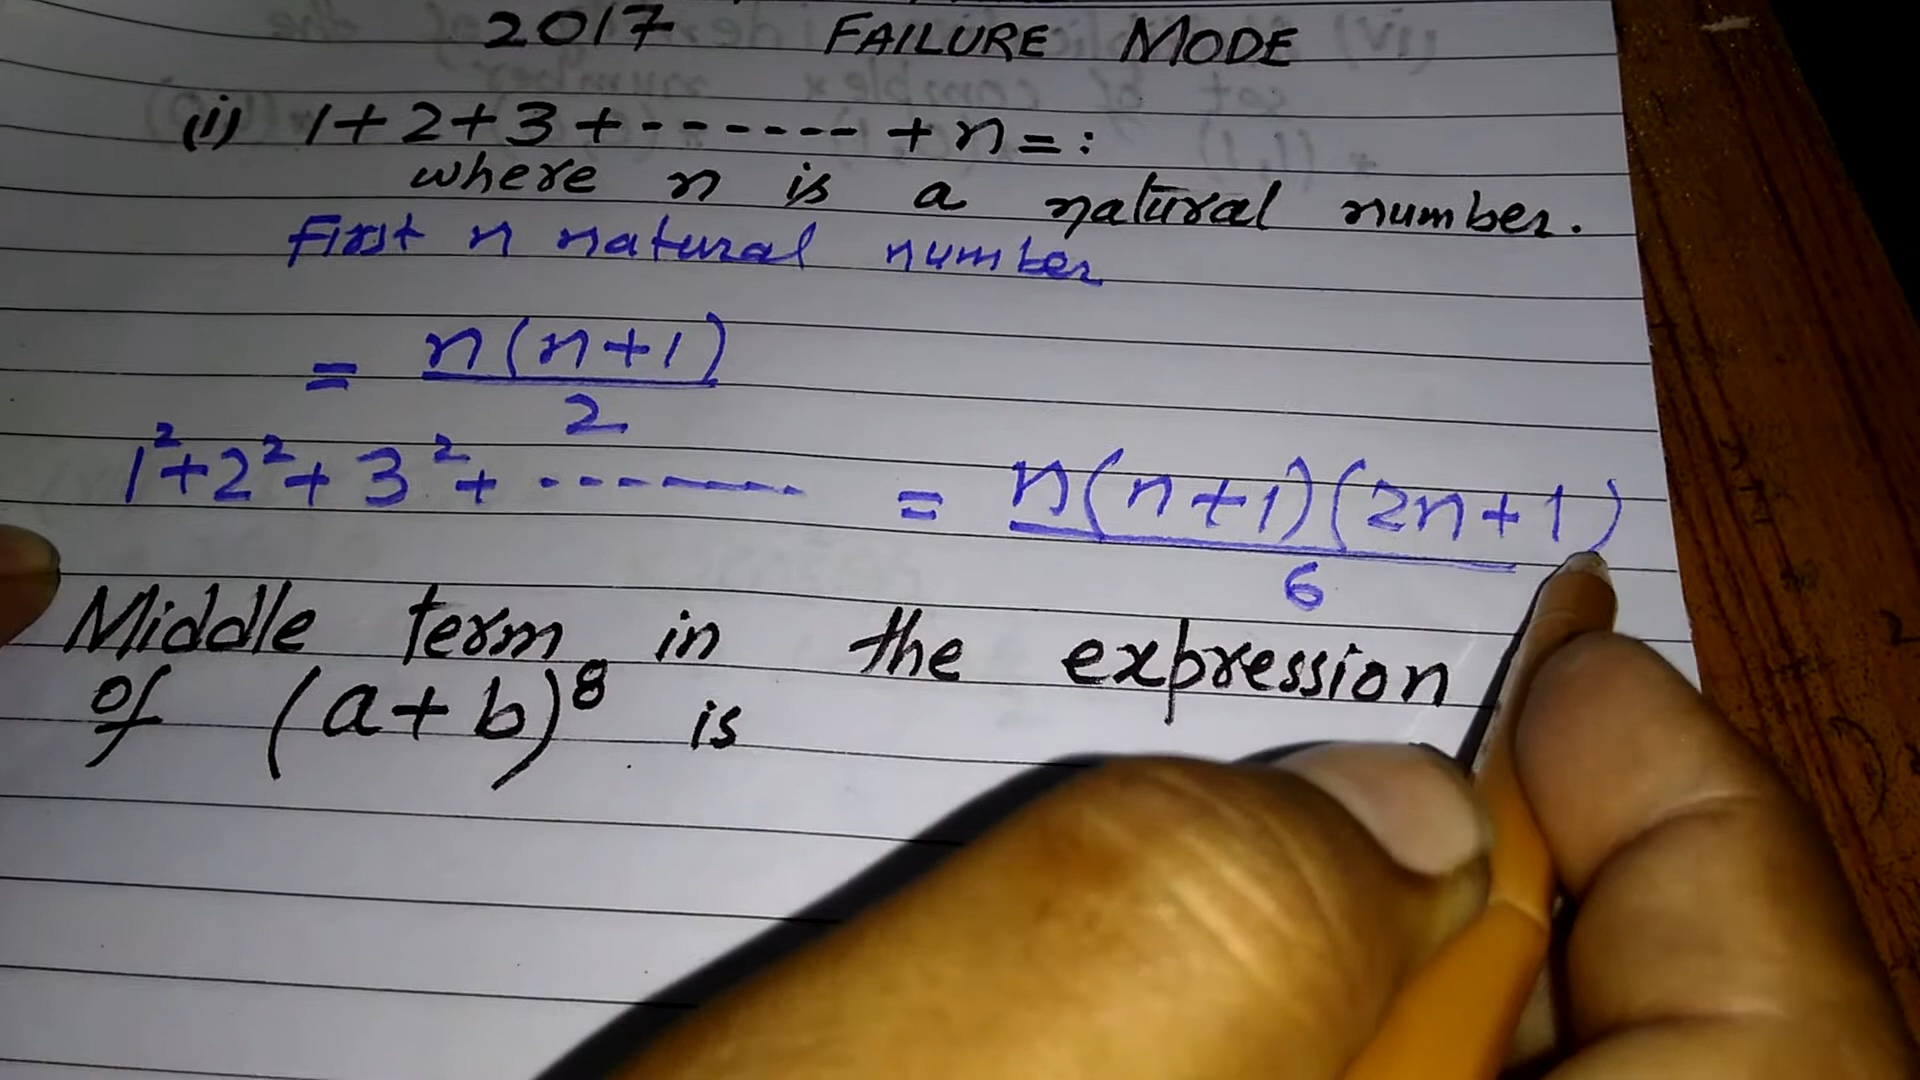 2017 FAILURE MODE
(i) 1+2+3+-------+n=:
where n is a natural number.
First n natural number
= n(n+1)/2
1²+2²+3²+-------- = n(n+1)(2n+1)/6
Middle term in the expression
of (a+b)⁸ is